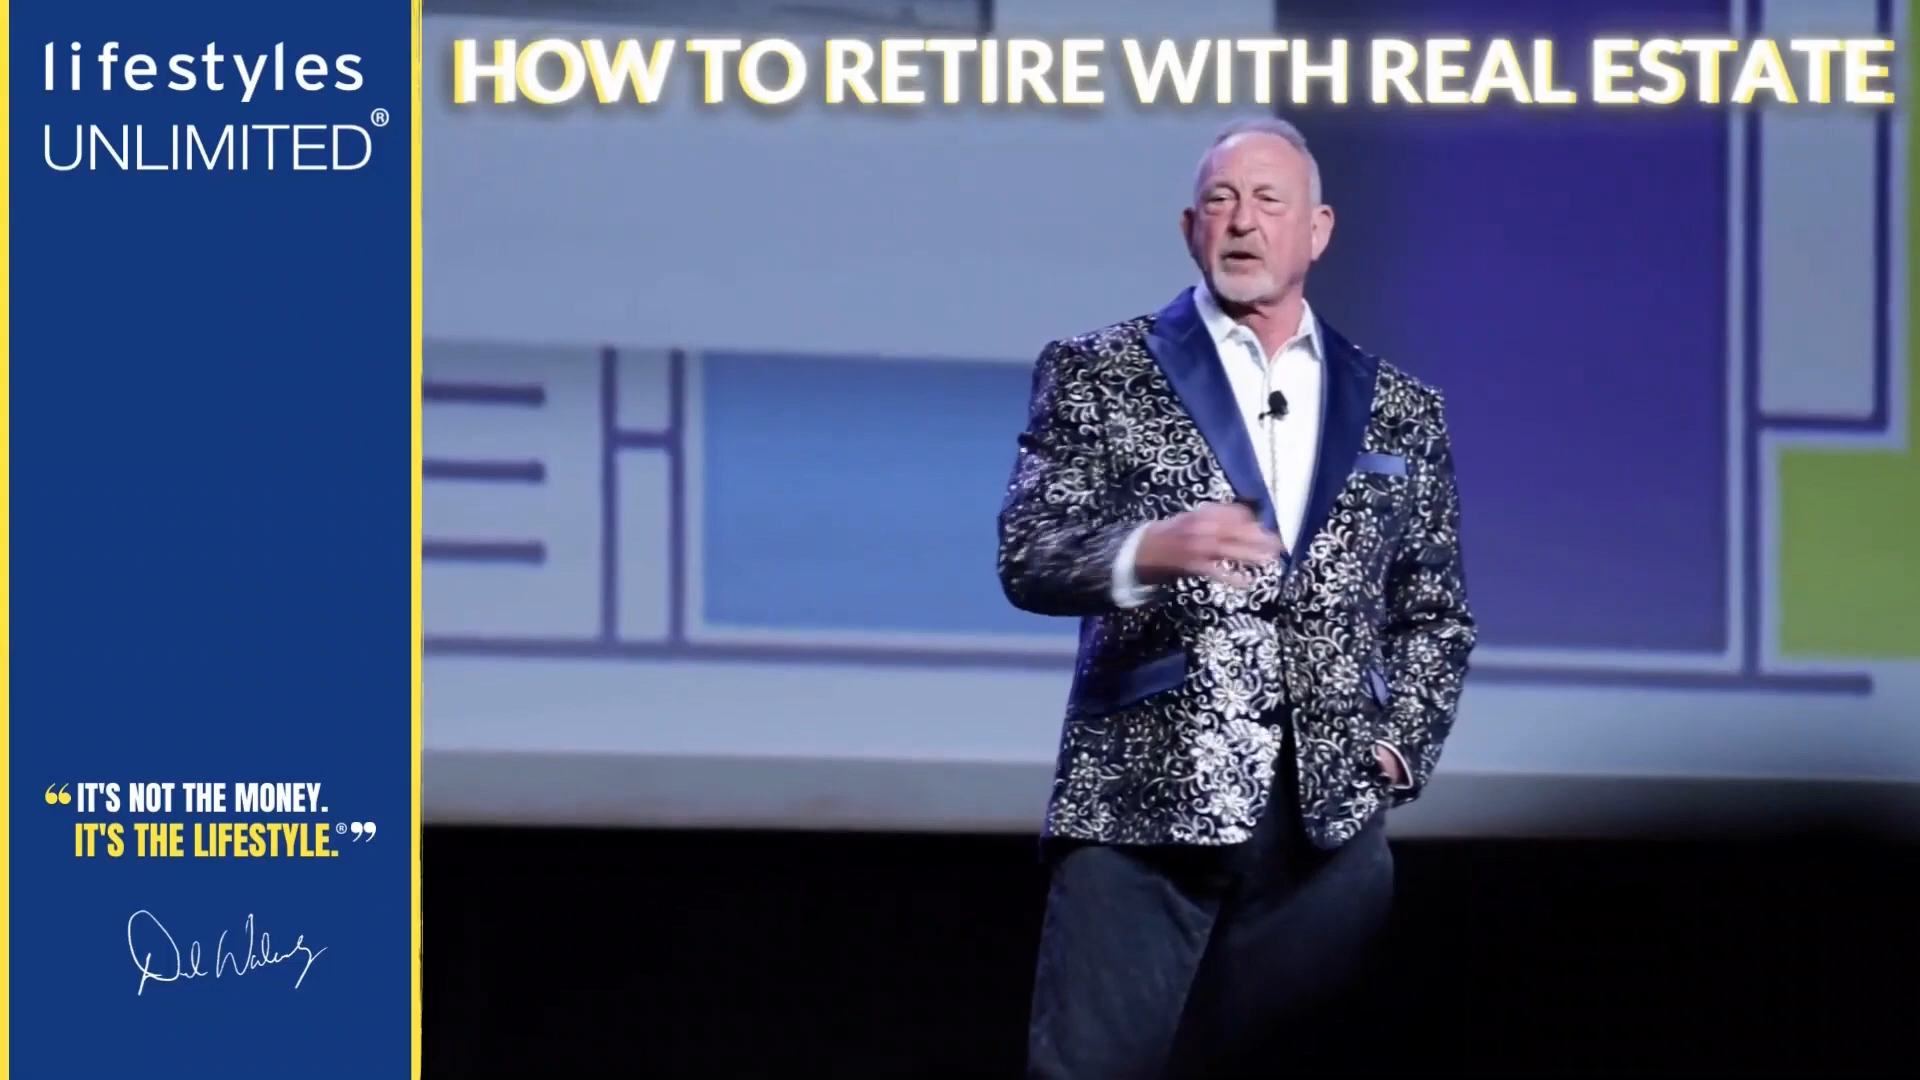 lifestyles
UNLIMITED®
HOW TO RETIRE WITH REAL ESTATE
“IT'S NOT THE MONEY.
IT'S THE LIFESTYLE.®”